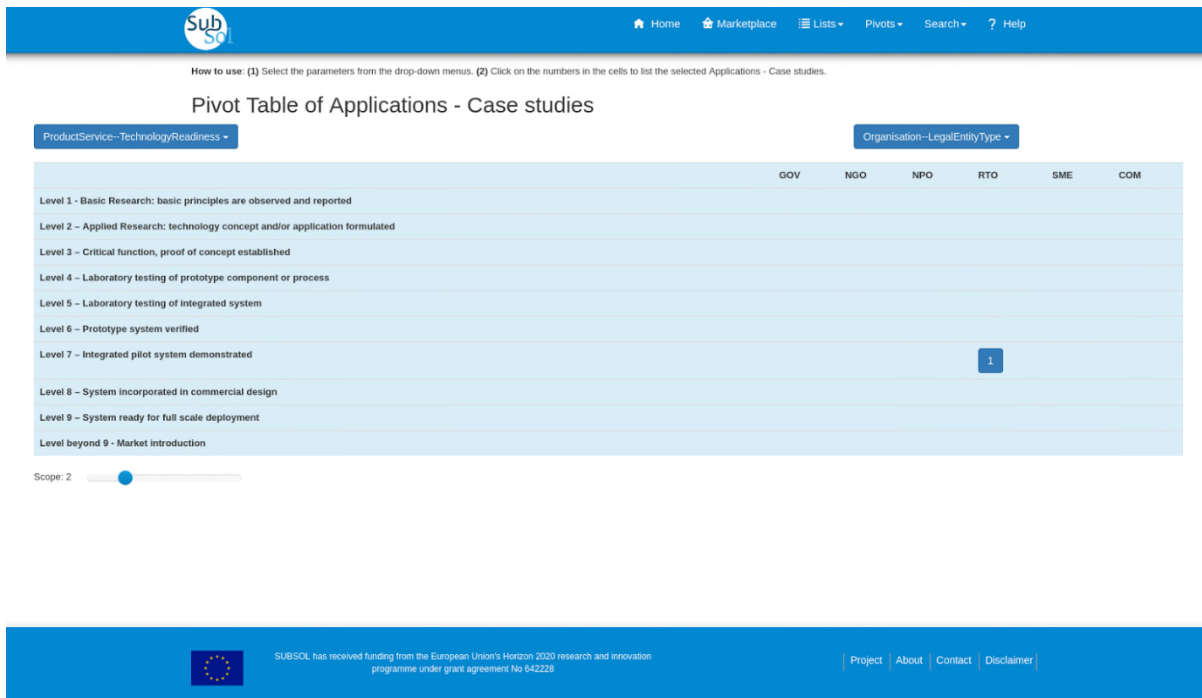 Sub
Sol
Home Marketplace Lists Pivots Search ? Help
How to use: (1) Select the parameters from the drop-down menus. (2) Click on the numbers in the cells to list the selected Applications - Case studies.
Pivot Table of Applications - Case studies
ProductService--TechnologyReadiness Organisation--LegalEntityType
GOV NGO NPO RTO SME COM
Level 1 - Basic Research: basic principles are observed and reported
Level 2 – Applied Research: technology concept and/or application formulated
Level 3 – Critical function, proof of concept established
Level 4 – Laboratory testing of prototype component or process
Level 5 – Laboratory testing of integrated system
Level 6 – Prototype system verified
Level 7 – Integrated pilot system demonstrated 1
Level 8 – System incorporated in commercial design
Level 9 – System ready for full scale deployment
Level beyond 9 - Market introduction
Scope: 2
SUBSOL has received funding from the European Union's Horizon 2020 research and innovation
programme under grant agreement No 642228
Project About Contact Disclaimer